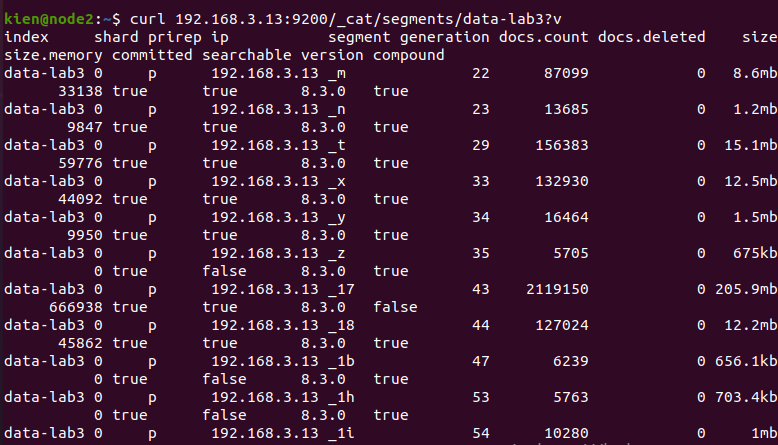 kien@node2:~$ curl 192.168.3.13:9200/_cat/segments/data-lab3?v
index     shard prirep ip           segment generation docs.count docs.deleted    size
size.memory committed searchable version compound
data-lab3 0     p      192.168.3.13 _m              22      87099            0   8.6mb
      33138 true      true       8.3.0   true
data-lab3 0     p      192.168.3.13 _n              23      13685            0   1.2mb
       9847 true      true       8.3.0   true
data-lab3 0     p      192.168.3.13 _t              29     156383            0  15.1mb
      59776 true      true       8.3.0   true
data-lab3 0     p      192.168.3.13 _x              33     132930            0  12.5mb
      44092 true      true       8.3.0   true
data-lab3 0     p      192.168.3.13 _y              34      16464            0   1.5mb
       9950 true      true       8.3.0   true
data-lab3 0     p      192.168.3.13 _z              35       5705            0   675kb
          0 true      false      8.3.0   true
data-lab3 0     p      192.168.3.13 _17             43    2119150            0 205.9mb
     666938 true      true       8.3.0   false
data-lab3 0     p      192.168.3.13 _18             44     127024            0  12.2mb
      45862 true      true       8.3.0   true
data-lab3 0     p      192.168.3.13 _1b             47       6239            0 656.1kb
          0 true      false      8.3.0   true
data-lab3 0     p      192.168.3.13 _1h             53       5763            0 703.4kb
          0 true      false      8.3.0   true
data-lab3 0     p      192.168.3.13 _1i             54      10280            0     1mb